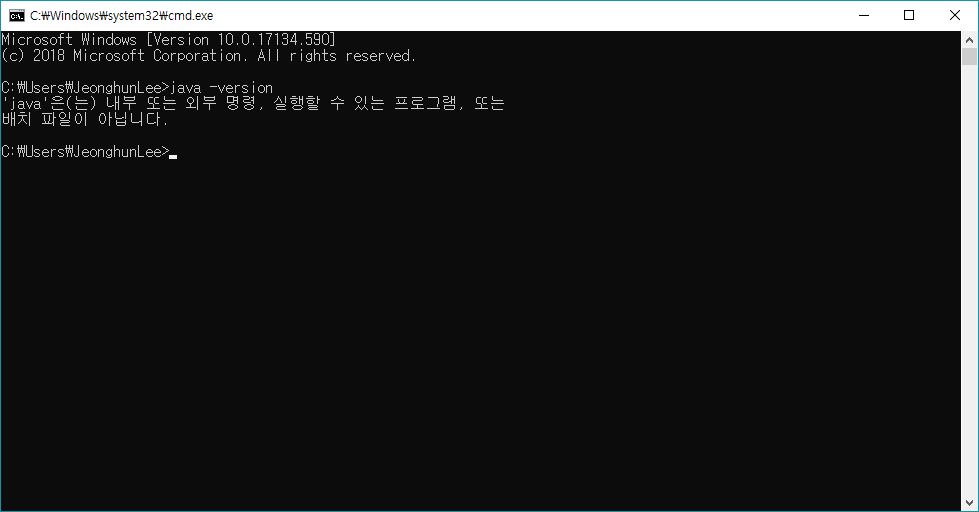 C:₩Windows₩system32₩cmd.exe
Microsoft Windows [Version 10.0.17134.590]
(c) 2018 Microsoft Corporation. All rights reserved.
C:₩Users₩JeonghunLee>java -version
'java'은(는) 내부 또는 외부 명령, 실행할 수 있는 프로그램, 또는
배치 파일이 아닙니다.
C:₩Users₩JeonghunLee>